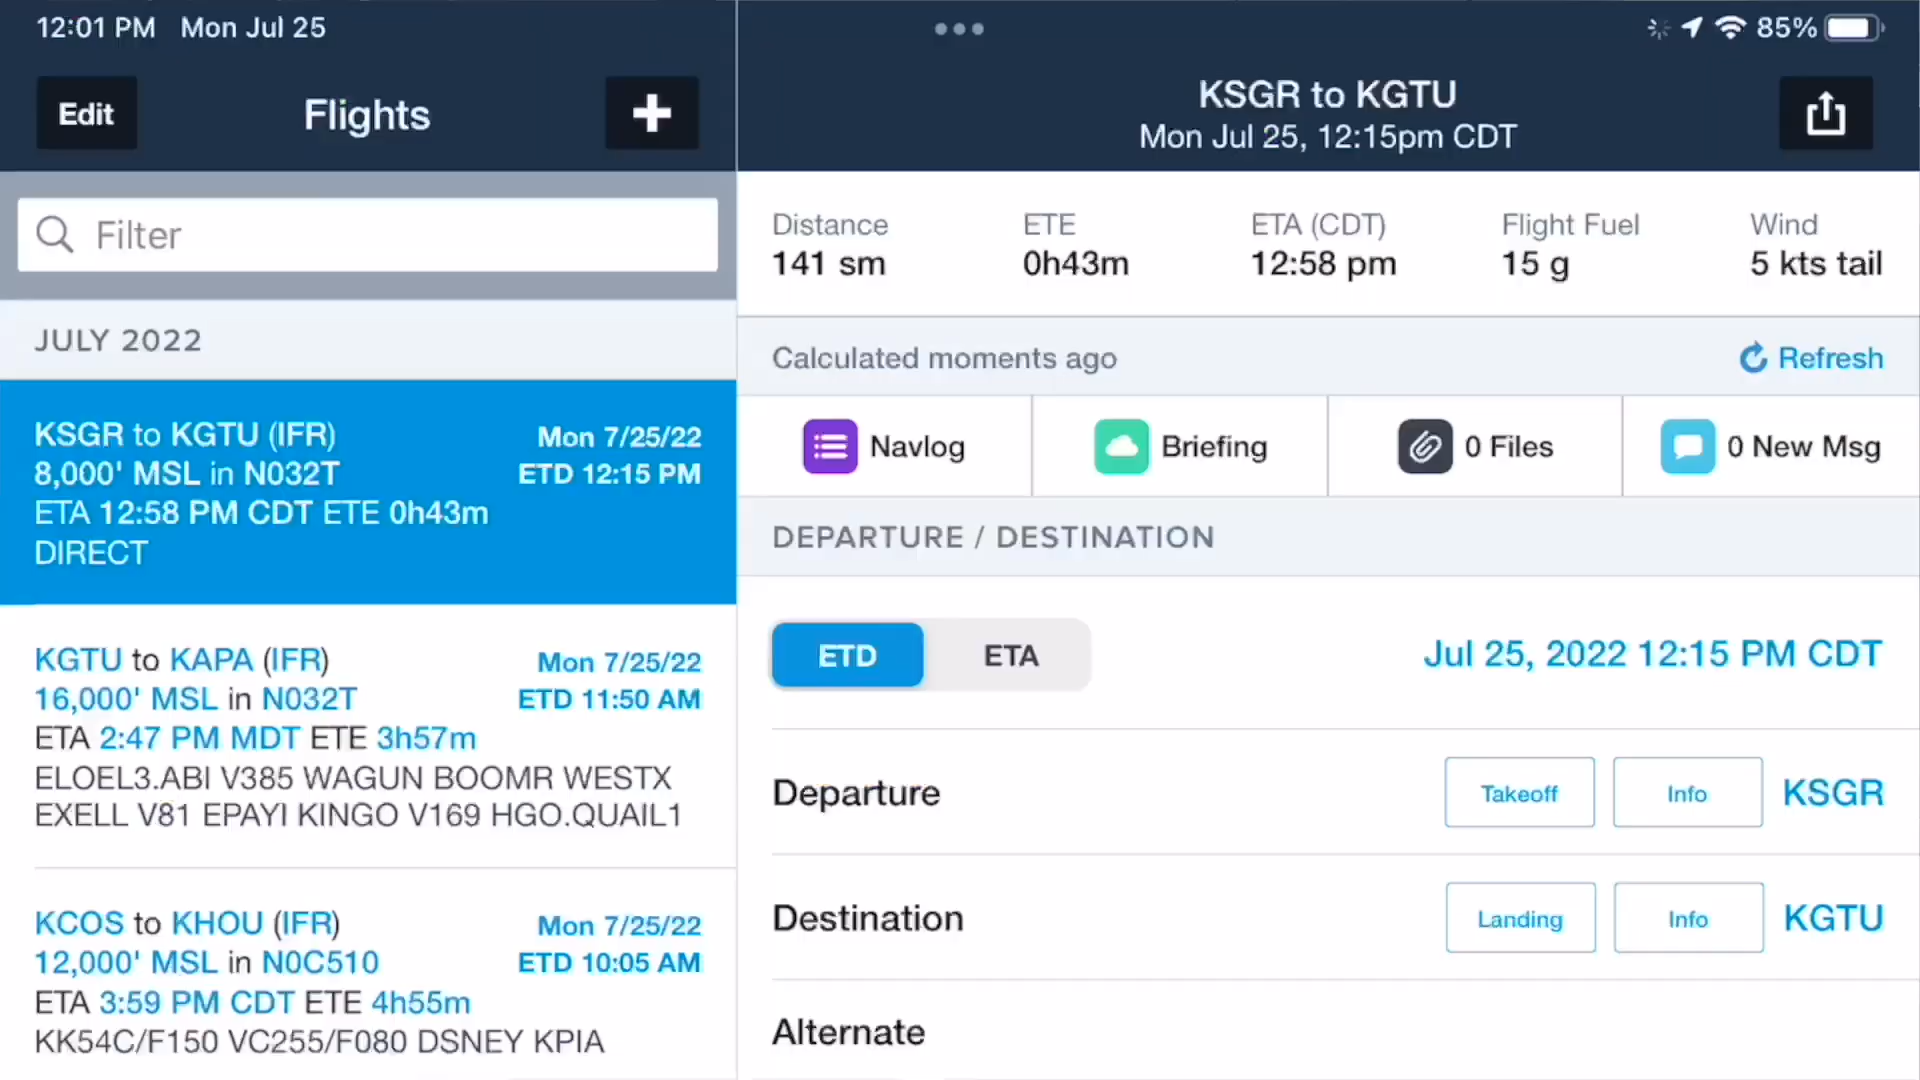 12:01 PM Mon Jul 25
85%
Edit
Flights
KSGR to KGTU
Mon Jul 25, 12:15pm CDT
Filter
JULY 2022
KSGR to KGTU (IFR)
Mon 7/25/22
8,000' MSL in N032T
ETD 12:15 PM
ETA 12:58 PM CDT ETE 0h43m
DIRECT
KGTU to KAPA (IFR)
Mon 7/25/22
16,000' MSL in N032T
ETD 11:50 AM
ETA 2:47 PM MDT ETE 3h57m
ELOEL3.ABI V385 WAGUN BOOMR WESTX
EXELL V81 EPAYI KINGO V169 HGO.QUAIL1
KCOS to KHOU (IFR)
Mon 7/25/22
12,000' MSL in N0C510
ETD 10:05 AM
ETA 3:59 PM CDT ETE 4h55m
KK54C/F150 VC255/F080 DSNEY KPIA
Distance
141 sm
ETE
0h43m
ETA (CDT)
12:58 pm
Flight Fuel
15 g
Wind
5 kts tail
Calculated moments ago
Refresh
Navlog
Briefing
0 Files
0 New Msg
DEPARTURE / DESTINATION
ETD
ETA
Jul 25, 2022 12:15 PM CDT
Departure
Takeoff
Info
KSGR
Destination
Landing
Info
KGTU
Alternate